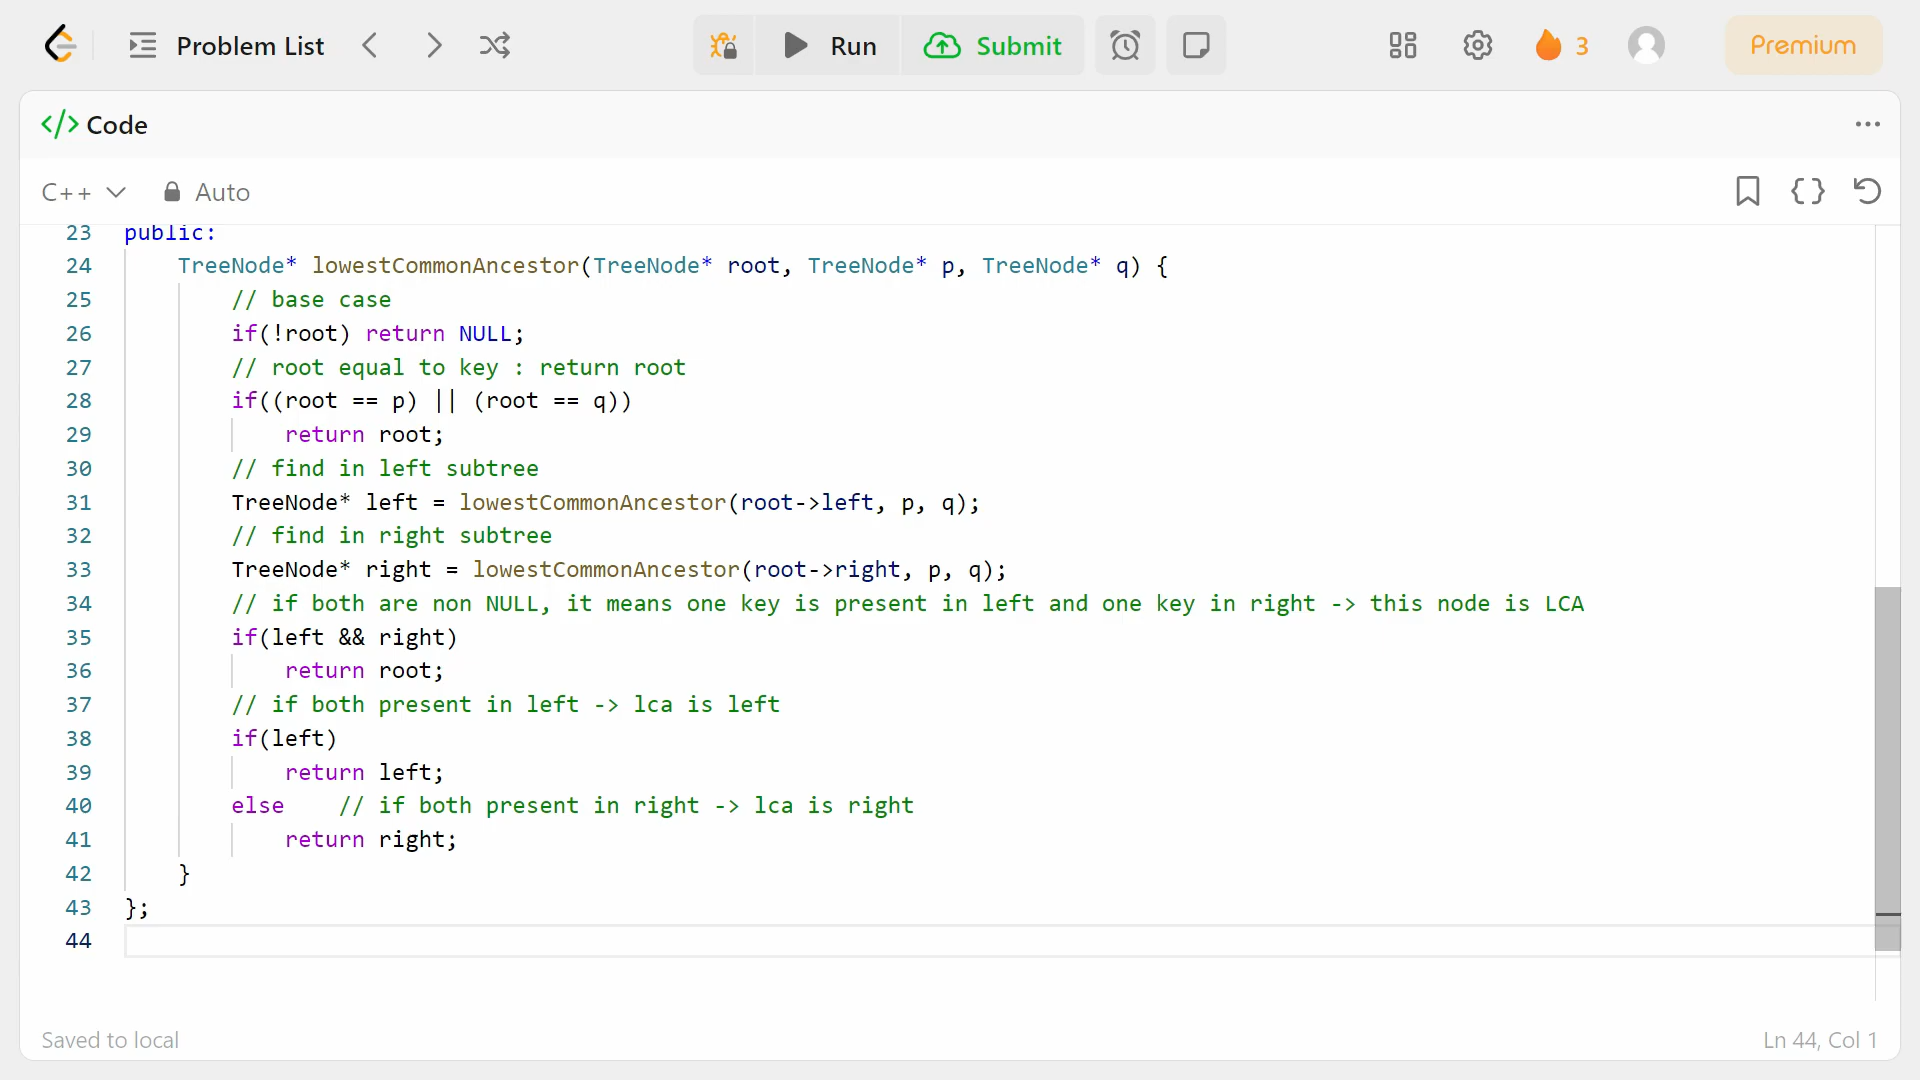 Problem List
Run
Submit
3
Premium
</> Code
C++
Auto
23 public:
24 TreeNode* lowestCommonAncestor(TreeNode* root, TreeNode* p, TreeNode* q) {
25 // base case
26 if(!root) return NULL;
27 // root equal to key : return root
28 if((root == p) || (root == q))
29 return root;
30 // find in left subtree
31 TreeNode* left = lowestCommonAncestor(root->left, p, q);
32 // find in right subtree
33 TreeNode* right = lowestCommonAncestor(root->right, p, q);
34 // if both are non NULL, it means one key is present in left and one key in right -> this node is LCA
35 if(left && right)
36 return root;
37 // if both present in left -> lca is left
38 if(left)
39 return left;
40 else // if both present in right -> lca is right
41 return right;
42 }
43 };
44
Saved to local
Ln 44, Col 1